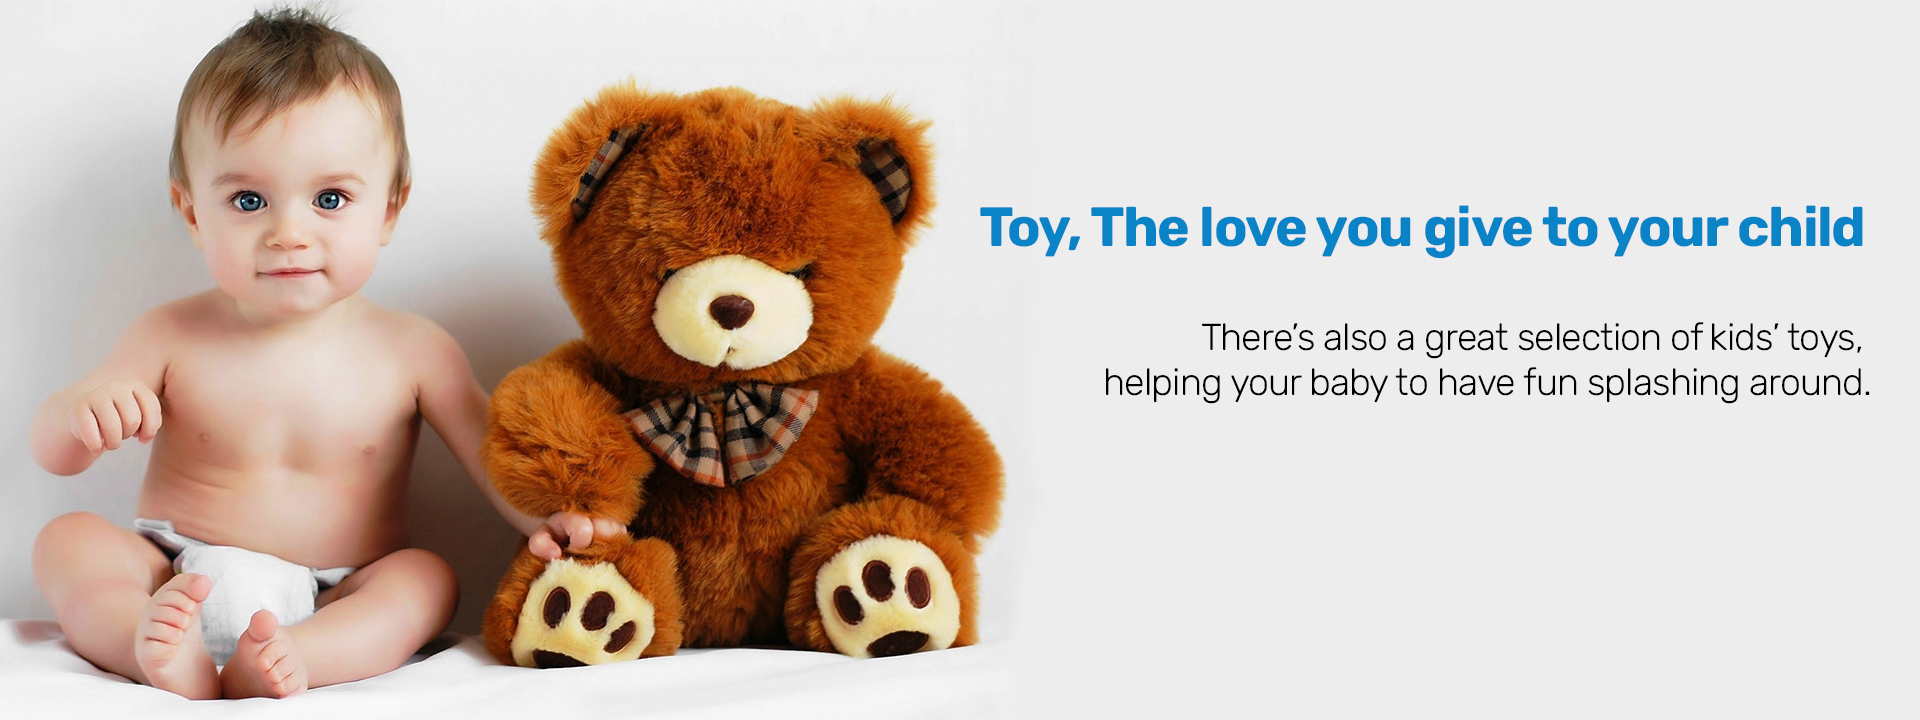 Toy, The love you give to your child
There’s also a great selection of kids’ toys,
helping your baby to have fun splashing around.